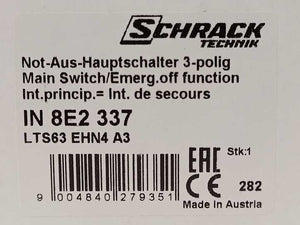 SCHRACK
TECHNIK
Not-Aus-Hauptschalter 3-polig
Main Switch/Emerg.off function
Int.princip.= Int. de secours
IN 8E2 337
LTS63 EHN4 A3
EAC Stk:1
CE 282
9 004840 279351
Made in Austria